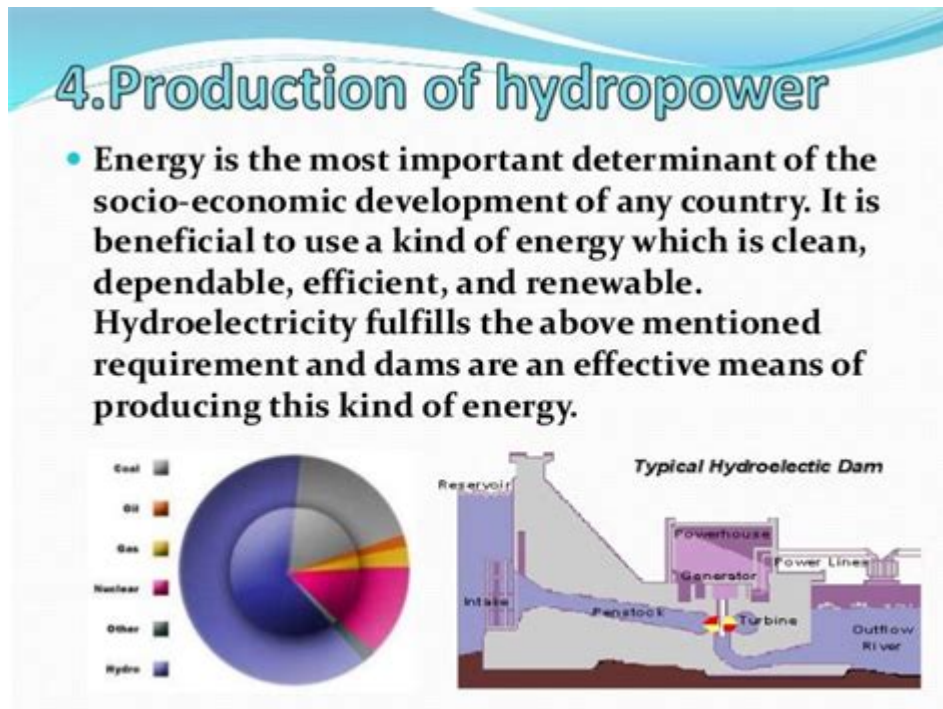 4.Production of hydropower
Energy is the most important determinant of the
socio-economic development of any country. It is
beneficial to use a kind of energy which is clean,
dependable, efficient, and renewable.
Hydroelectricity fulfills the above mentioned
requirement and dams are an effective means of
producing this kind of energy.
Coal
Oil
Gas
Nuclear
Other
Hydro
Typical Hydroelectic Dam
Reservoir
Powerhouse
Power Lines
Generator
Intake
Penstock
Turbine
Outflow
River